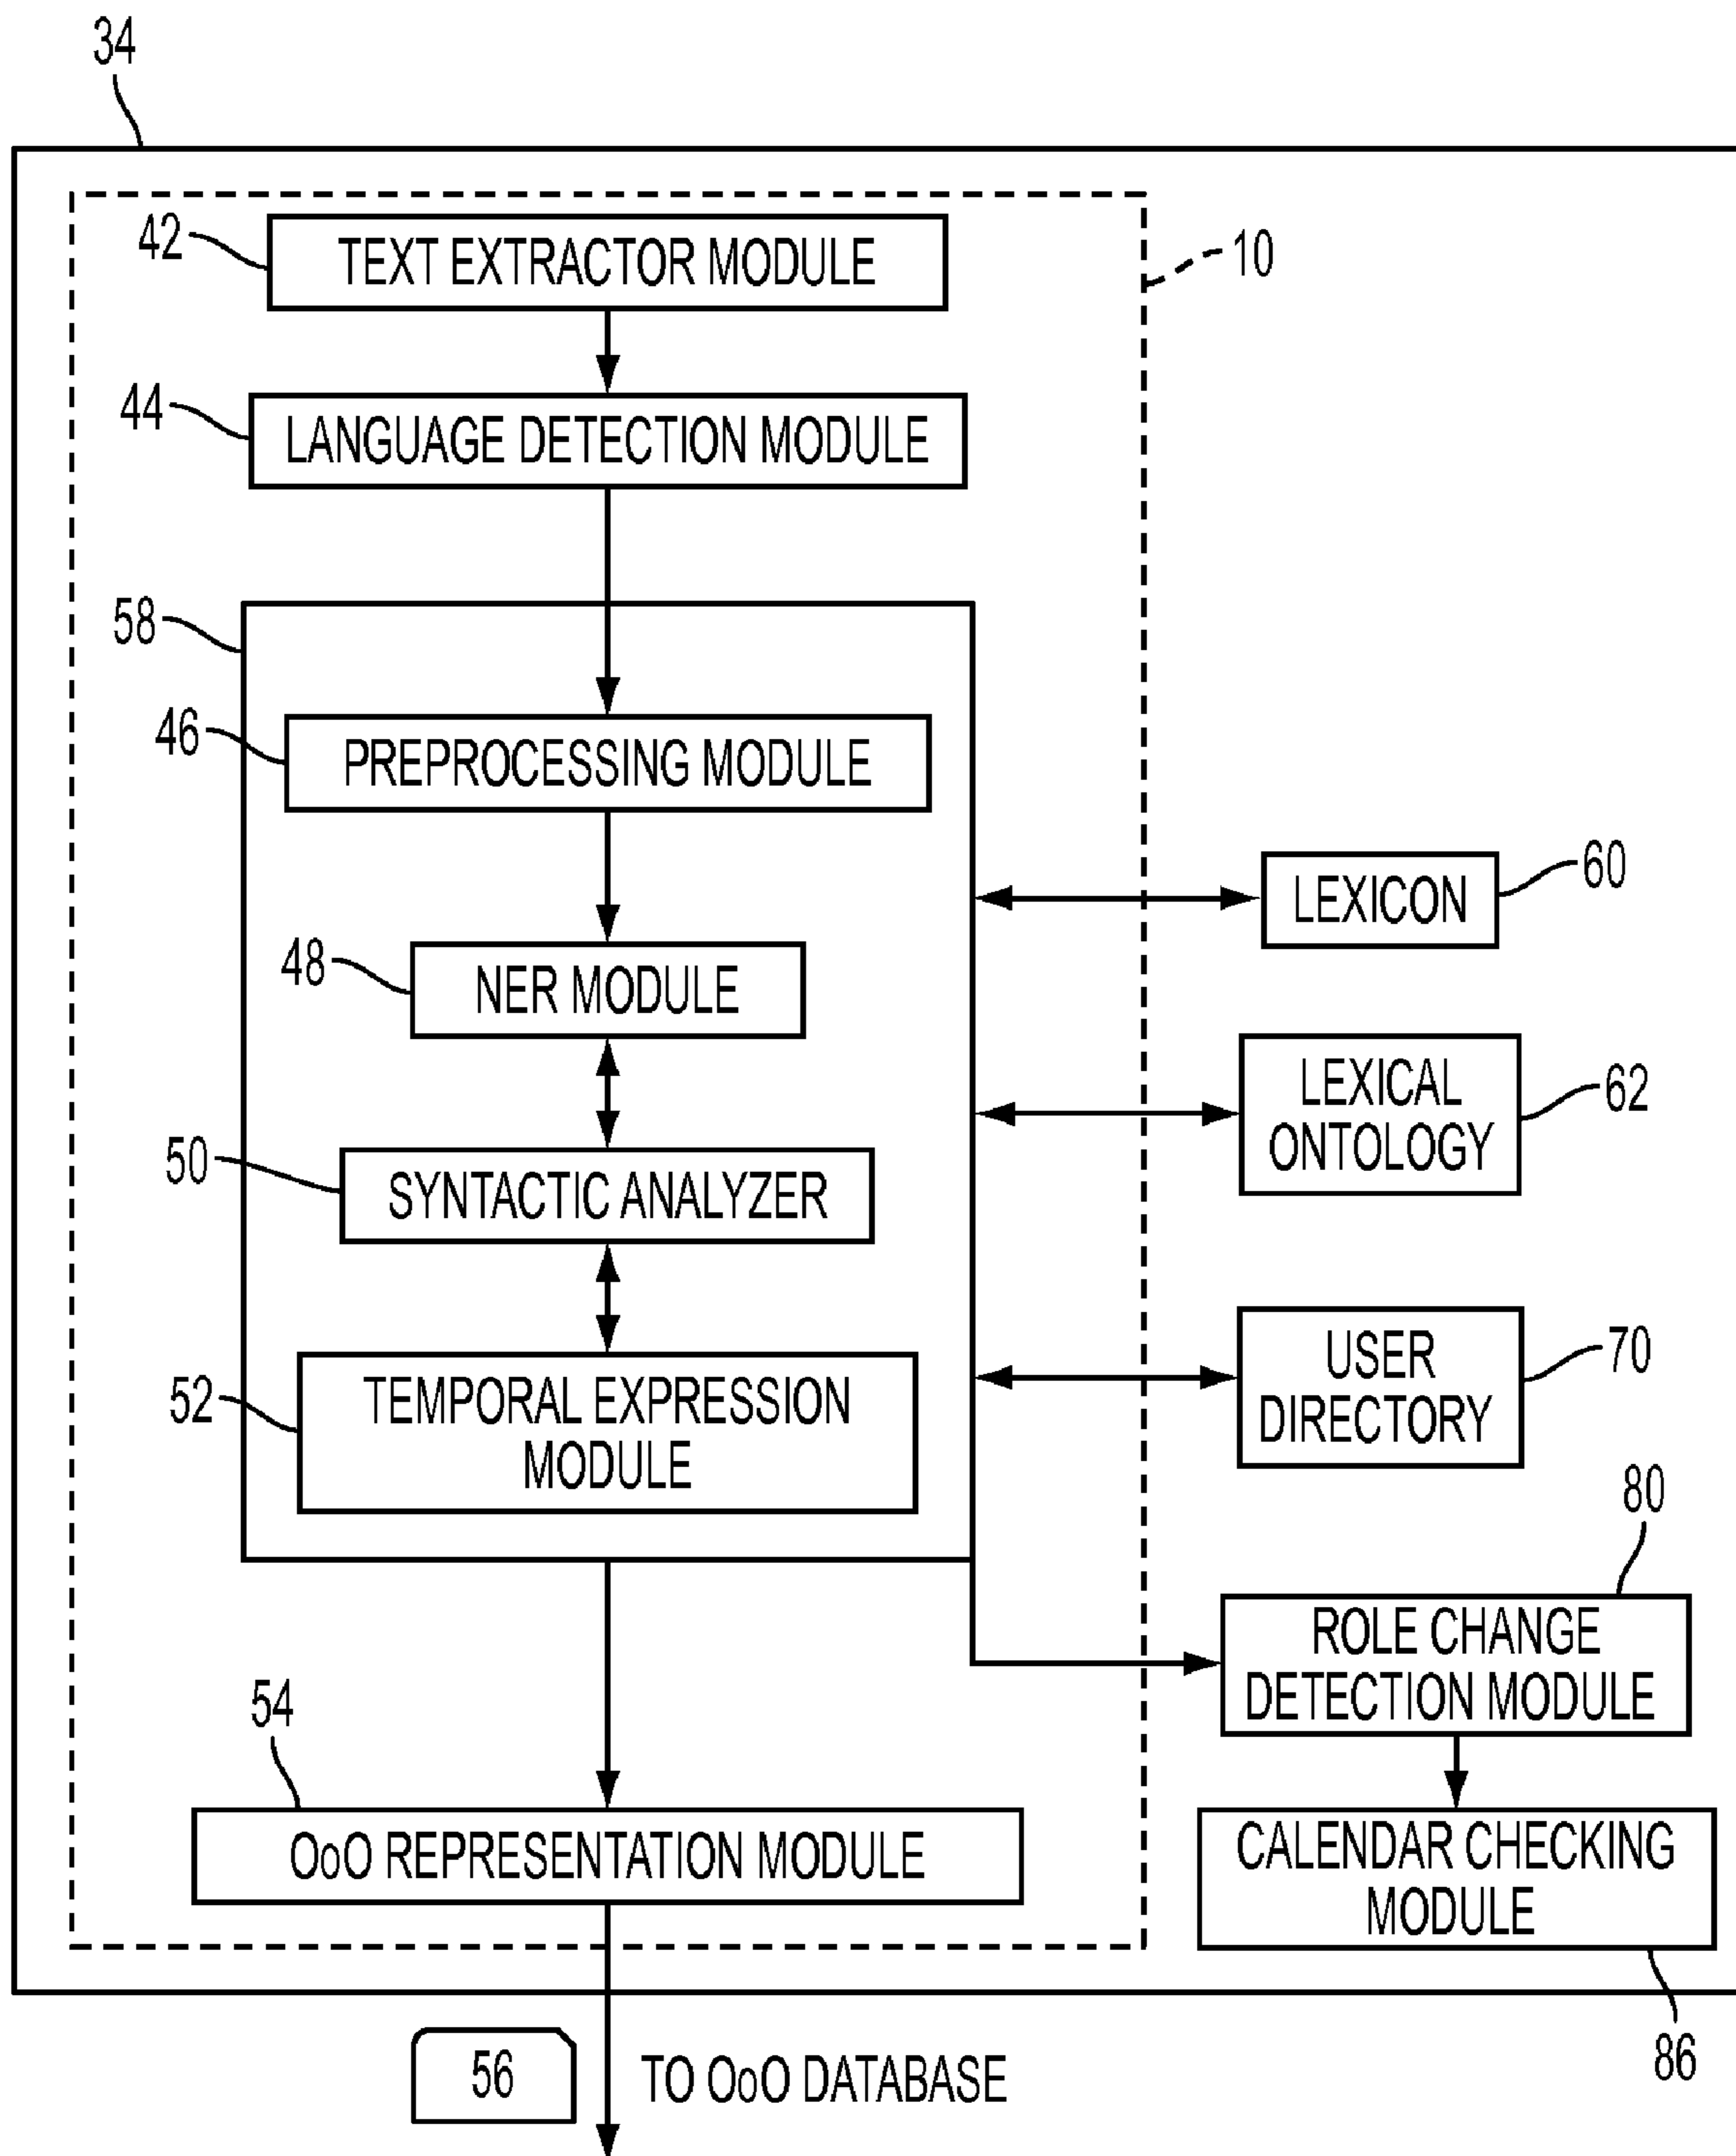 34
42
TEXT EXTRACTOR MODULE
10
44
LANGUAGE DETECTION MODULE
58
46
PREPROCESSING MODULE
60
LEXICON
48
NER MODULE
62
LEXICAL
ONTOLOGY
50
SYNTACTIC ANALYZER
70
USER
DIRECTORY
52
TEMPORAL EXPRESSION
MODULE
80
ROLE CHANGE
DETECTION MODULE
54
OoO REPRESENTATION MODULE
CALENDAR CHECKING
MODULE
86
56
TO OoO DATABASE